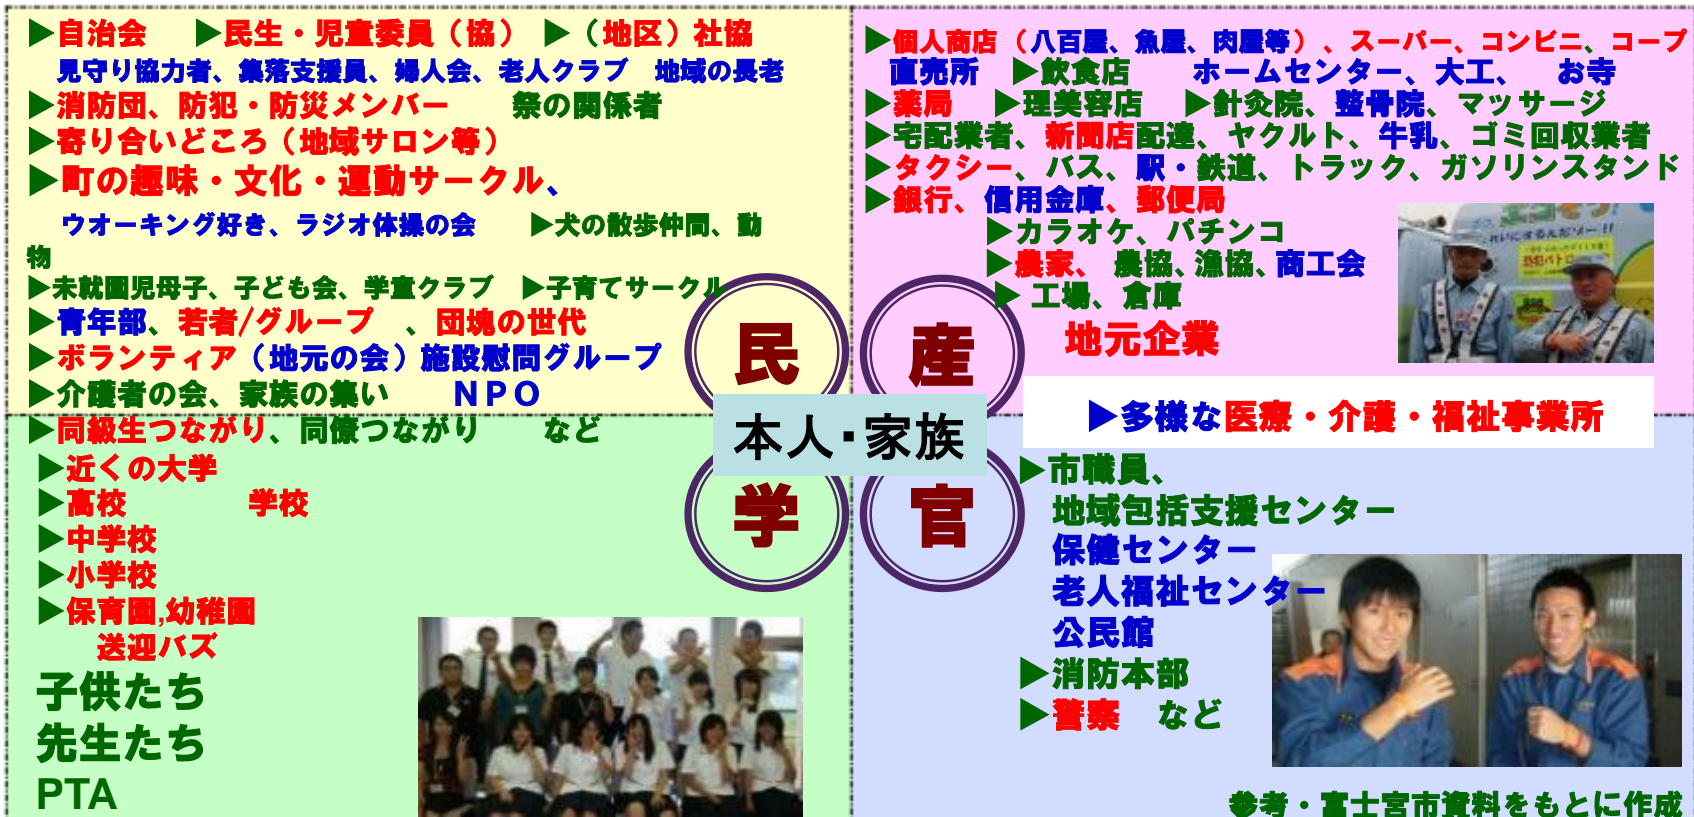 ▶自治会　▶民生・児童委員（協）　▶（地区）社協
見守り協力者、集落支援員、婦人会、老人クラブ　地域の長老
▶消防団、防犯・防災メンバー　祭の関係者
▶寄り合いどころ（地域サロン等）
▶町の趣味・文化・運動サークル、
ウオーキング好き、ラジオ体操の会　▶犬の散歩仲間、動
物
▶未就園児母子、子ども会、学童クラブ　▶子育てサークル
▶青年部、若者/グループ　、団塊の世代
▶ボランティア（地元の会）施設慰問グループ
▶介護者の会、家族の集い　ＮＰＯ
▶同級生つながり、同僚つながり　など
▶個人商店（八百屋、魚屋、肉屋等）、スーパー、コンビニ、コープ
直売所　▶飲食店　ホームセンター、大工、　お寺
▶薬局　▶理美容店　▶針灸院、整骨院、マッサージ
▶宅配業者、新聞店配達、ヤクルト、牛乳、ゴミ回収業者
▶タクシー、バス、駅・鉄道、トラック、ガソリンスタンド
▶銀行、信用金庫、郵便局
▶カラオケ、パチンコ
▶農家、農協、漁協、商工会
▶工場、倉庫
地元企業
▶多様な医療・介護・福祉事業所
民
産
本人・家族
学
官
▶近くの大学
▶高校　学校
▶中学校
▶小学校
▶保育園,幼稚園
送迎バズ
子供たち
先生たち
PTA
▶市職員、
地域包括支援センター
保健センター
老人福祉センター
公民館
▶消防本部
▶警察　など
参考・富士宮市資料をもとに作成